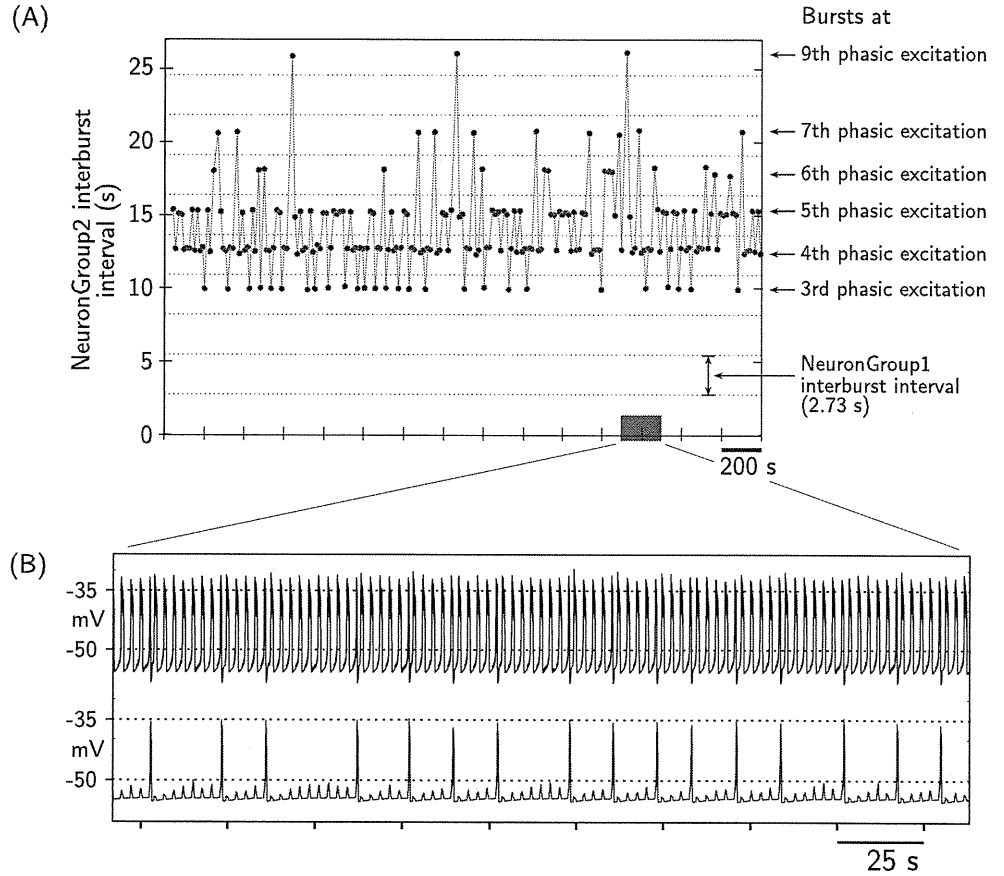 (A)
Bursts at
NeuronGroup2 interburst
interval (s)
25
20
15
10
5
0
9th phasic excitation
7th phasic excitation
6th phasic excitation
5th phasic excitation
4th phasic excitation
3rd phasic excitation
NeuronGroup1
interburst interval
(2.73 s)
200 s
(B)
-35
mV
-50
-35
mV
-50
25 s